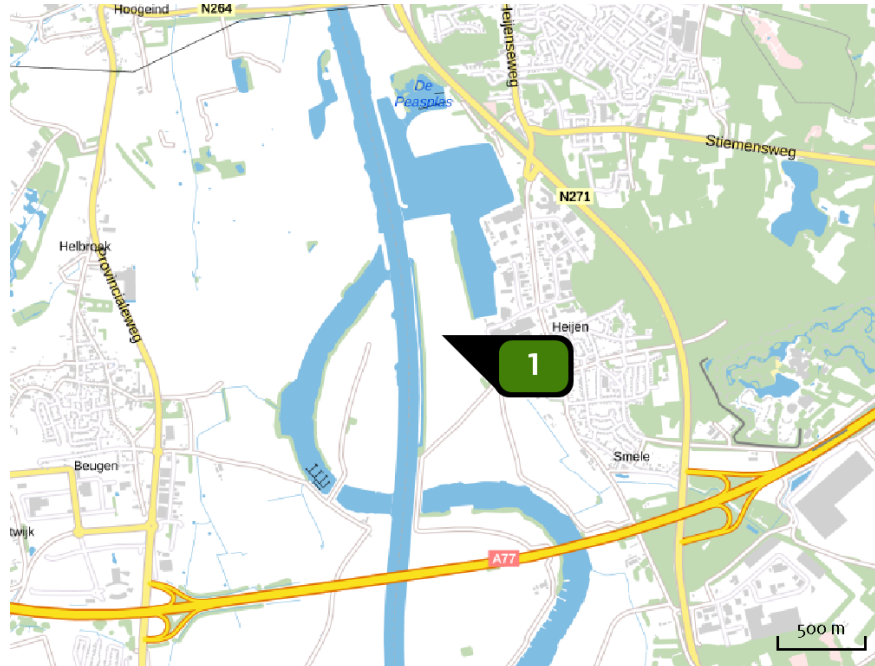 Hoogeind
N264
Heijenseweg
De
Peasplas
Stiemensweg
N271
Helbroek
Provincialeweg
Heijen
1
Beugen
Smele
twijk
A77
500 m